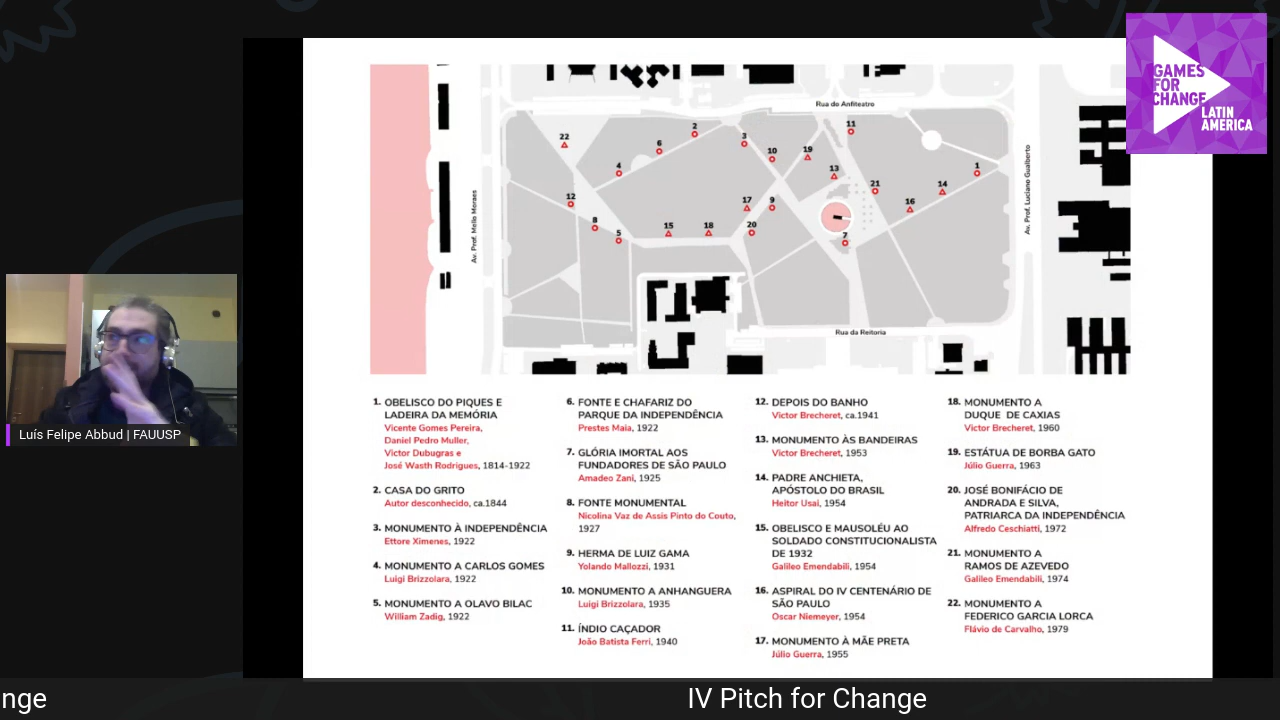 GAMES
FOR
CHANGE
LATIN
AMERICA
Rua do Anfiteatro
Av. Prof. Mello Moraes
Av. Prof. Luciano Gualberto
Rua da Reitoria
22
2
6
4
3
10
19
11
13
1
14
21
16
12
8
5
15
18
17
9
20
7
1. OBELISCO DO PIQUES E
LADEIRA DA MEMÓRIA
Vicente Gomes Pereira,
Daniel Pedro Muller,
Victor Dubugras e
José Wasth Rodrigues, 1814-1922
2. CASA DO GRITO
Autor desconhecido, ca.1844
3. MONUMENTO À INDEPENDÊNCIA
Ettore Ximenes, 1922
4. MONUMENTO A CARLOS GOMES
Luigi Brizzolara, 1922
5. MONUMENTO A OLAVO BILAC
William Zadig, 1922
6. FONTE E CHAFARIZ DO
PARQUE DA INDEPENDÊNCIA
Prestes Maia, 1922
7. GLÓRIA IMORTAL AOS
FUNDADORES DE SÃO PAULO
Amadeo Zani, 1925
8. FONTE MONUMENTAL
Nicolina Vaz de Assis Pinto do Couto,
1927
9. HERMA DE LUIZ GAMA
Yolando Mallozzi, 1931
10. MONUMENTO A ANHANGUERA
Luigi Brizzolara, 1935
11. ÍNDIO CAÇADOR
João Batista Ferri, 1940
12. DEPOIS DO BANHO
Victor Brecheret, ca.1941
13. MONUMENTO ÀS BANDEIRAS
Victor Brecheret, 1953
14. PADRE ANCHIETA,
APÓSTOLO DO BRASIL
Heitor Usai, 1954
15. OBELISCO E MAUSOLÉU AO
SOLDADO CONSTITUCIONALISTA
DE 1932
Galileo Emendabili, 1954
16. ASPIRAL DO IV CENTENÁRIO DE
SÃO PAULO
Oscar Niemeyer, 1954
17. MONUMENTO À MÃE PRETA
Júlio Guerra, 1955
18. MONUMENTO A
DUQUE DE CAXIAS
Victor Brecheret, 1960
19. ESTÁTUA DE BORBA GATO
Júlio Guerra, 1963
20. JOSÉ BONIFÁCIO DE
ANDRADA E SILVA,
PATRIARCA DA INDEPENDÊNCIA
Alfredo Ceschiatti, 1972
21. MONUMENTO A
RAMOS DE AZEVEDO
Galileo Emendabili, 1974
22. MONUMENTO A
FEDERICO GARCIA LORCA
Flávio de Carvalho, 1979
Luís Felipe Abbud | FAUUSP
nge
IV Pitch for Change